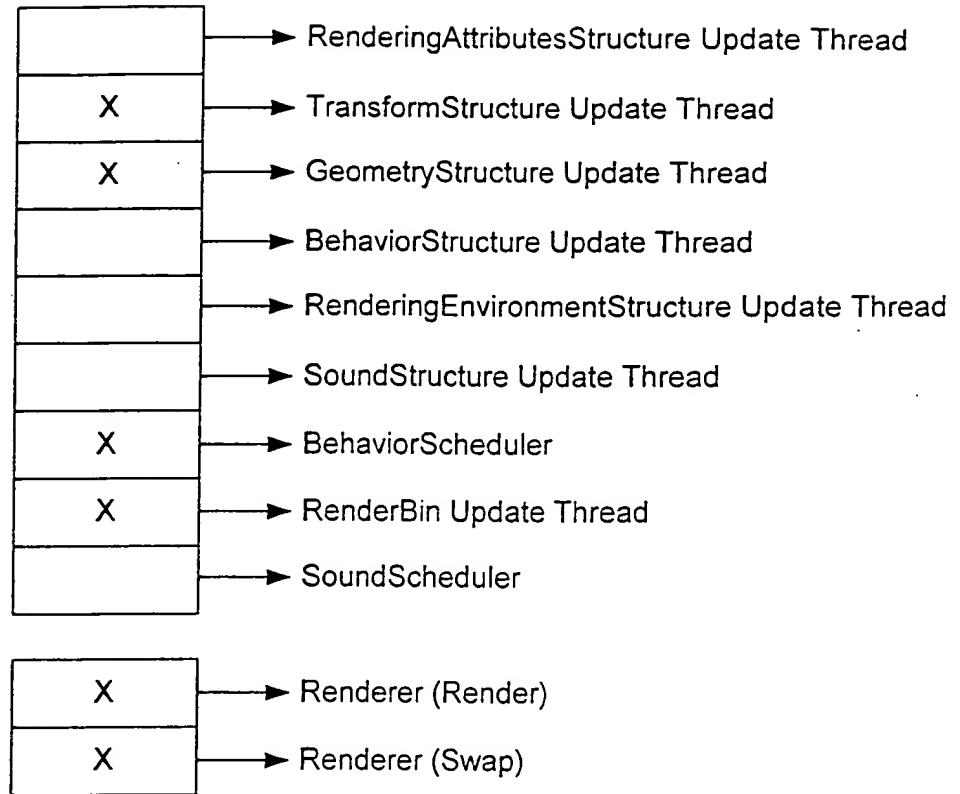 RenderingAttributesStructure Update Thread
X TransformStructure Update Thread
X GeometryStructure Update Thread
BehaviorStructure Update Thread
RenderingEnvironmentStructure Update Thread
SoundStructure Update Thread
X BehaviorScheduler
X RenderBin Update Thread
SoundScheduler
X Renderer (Render)
X Renderer (Swap)